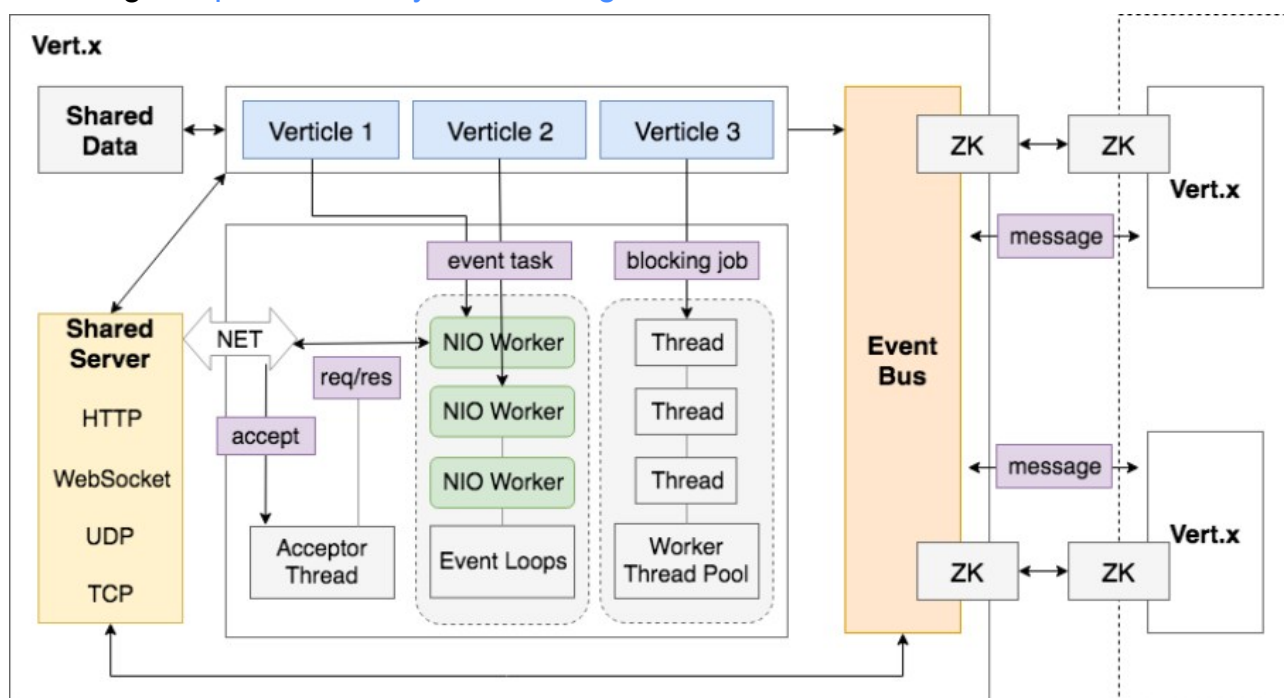 Vert.x
Shared
Data
Verticle 1
Verticle 2
Verticle 3
ZK
ZK
Vert.x
message
event task
blocking job
Shared
Server
HTTP
WebSocket
UDP
TCP
NET
req/res
accept
Acceptor
Thread
NIO Worker
NIO Worker
NIO Worker
Event Loops
Thread
Thread
Thread
Worker
Thread Pool
Event
Bus
message
Vert.x
ZK
ZK